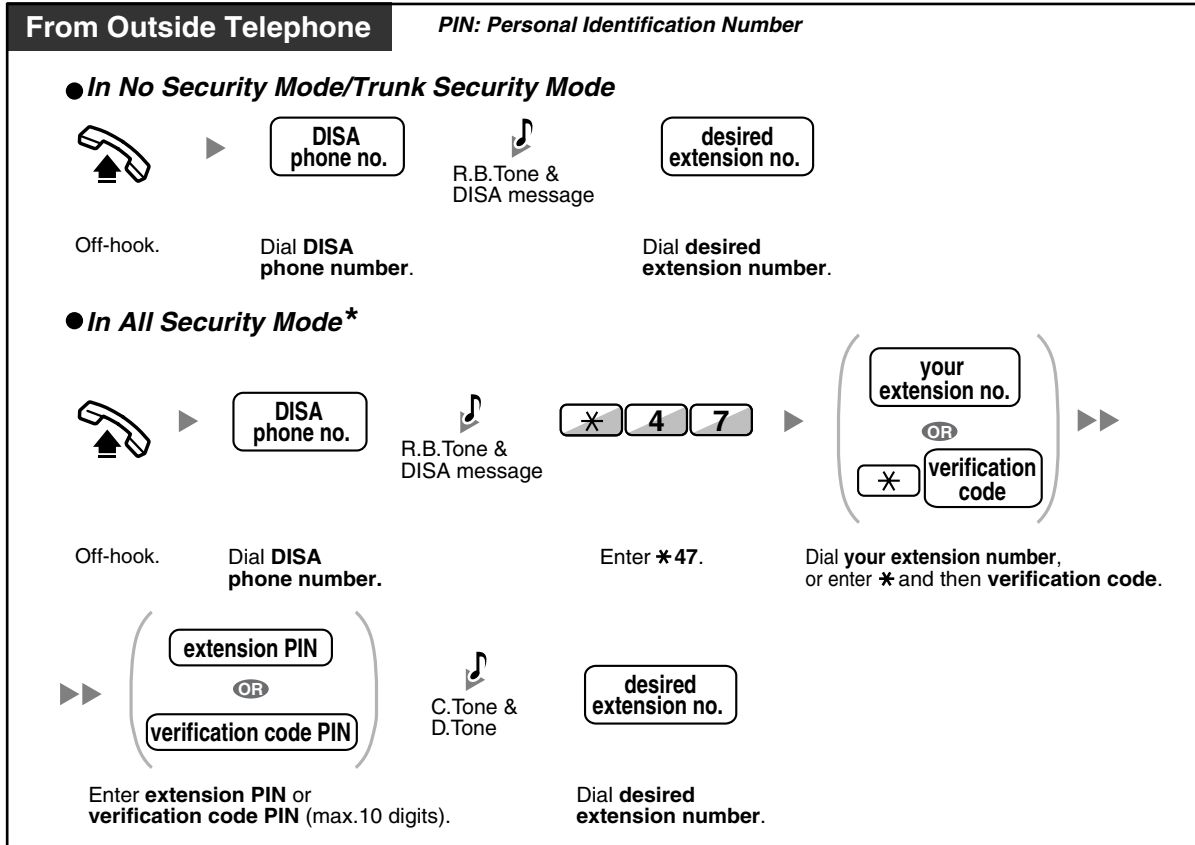 From Outside Telephone
PIN: Personal Identification Number
●In No Security Mode/Trunk Security Mode
DISA
phone no.
R.B.Tone &
DISA message
desired
extension no.
Off-hook.
Dial DISA
phone number.
Dial desired
extension number.
●In All Security Mode*
DISA
phone no.
R.B.Tone &
DISA message
* 4 7
your
extension no.
OR
* verification
code
Off-hook.
Dial DISA
phone number.
Enter *47.
Dial your extension number,
or enter * and then verification code.
extension PIN
OR
verification code PIN
C.Tone &
D.Tone
desired
extension no.
Enter extension PIN or
verification code PIN (max.10 digits).
Dial desired
extension number.